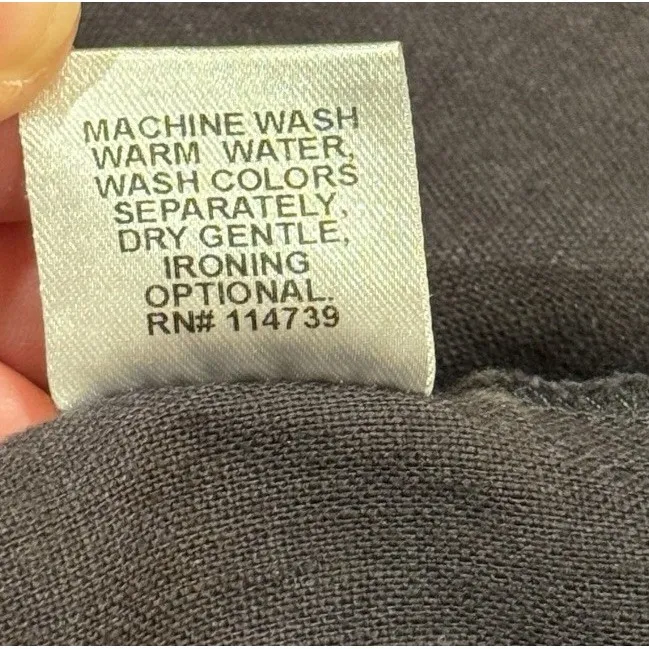 MACHINE WASH
WARM WATER,
WASH COLORS
SEPARATELY,
DRY GENTLE,
IRONING
OPTIONAL.
RN# 114739